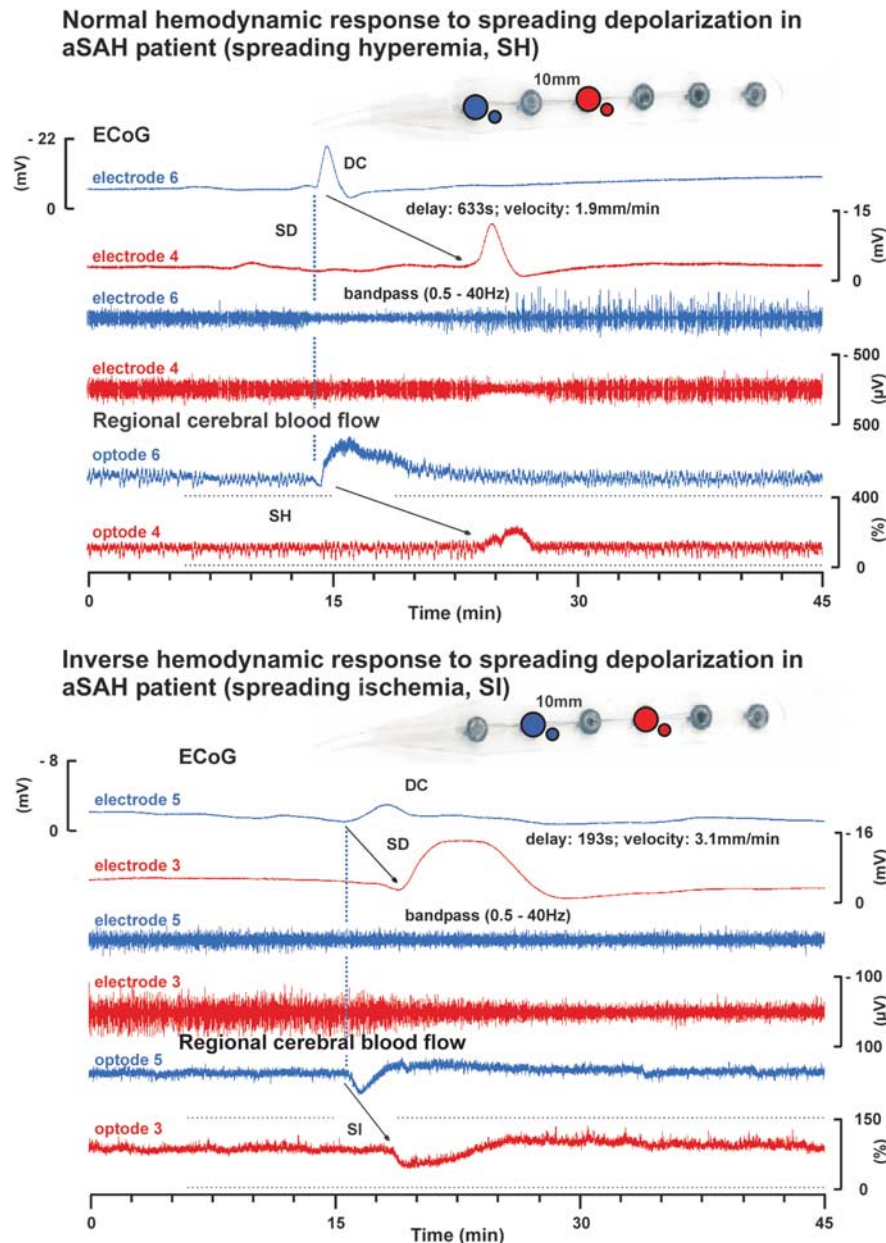 Normal hemodynamic response to spreading depolarization in
aSAH patient (spreading hyperemia, SH)
10mm
- 22
ECoG
(mV)
DC
electrode 6
0
delay: 633s; velocity: 1.9mm/min
- 15
SD
(mV)
electrode 4
0
electrode 6
bandpass (0.5 - 40Hz)
electrode 4
- 500
(µV)
500
Regional cerebral blood flow
optode 6
400
SH
(%)
optode 4
0
0
15
30
45
Time (min)
Inverse hemodynamic response to spreading depolarization in
aSAH patient (spreading ischemia, SI)
10mm
- 8
ECoG
(mV)
DC
electrode 5
0
delay: 193s; velocity: 3.1mm/min
- 16
SD
(mV)
electrode 3
0
electrode 5
bandpass (0.5 - 40Hz)
electrode 3
- 100
(µV)
100
Regional cerebral blood flow
optode 5
150
SI
optode 3
(%)
0
0
15
30
45
Time (min)